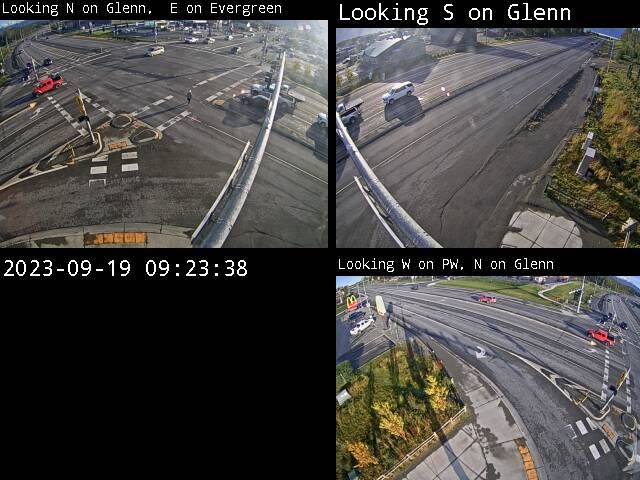 Looking N on Glenn,  E on Evergreen
Looking S on Glenn
2023-09-19 09:23:38
Looking W on PW, N on Glenn